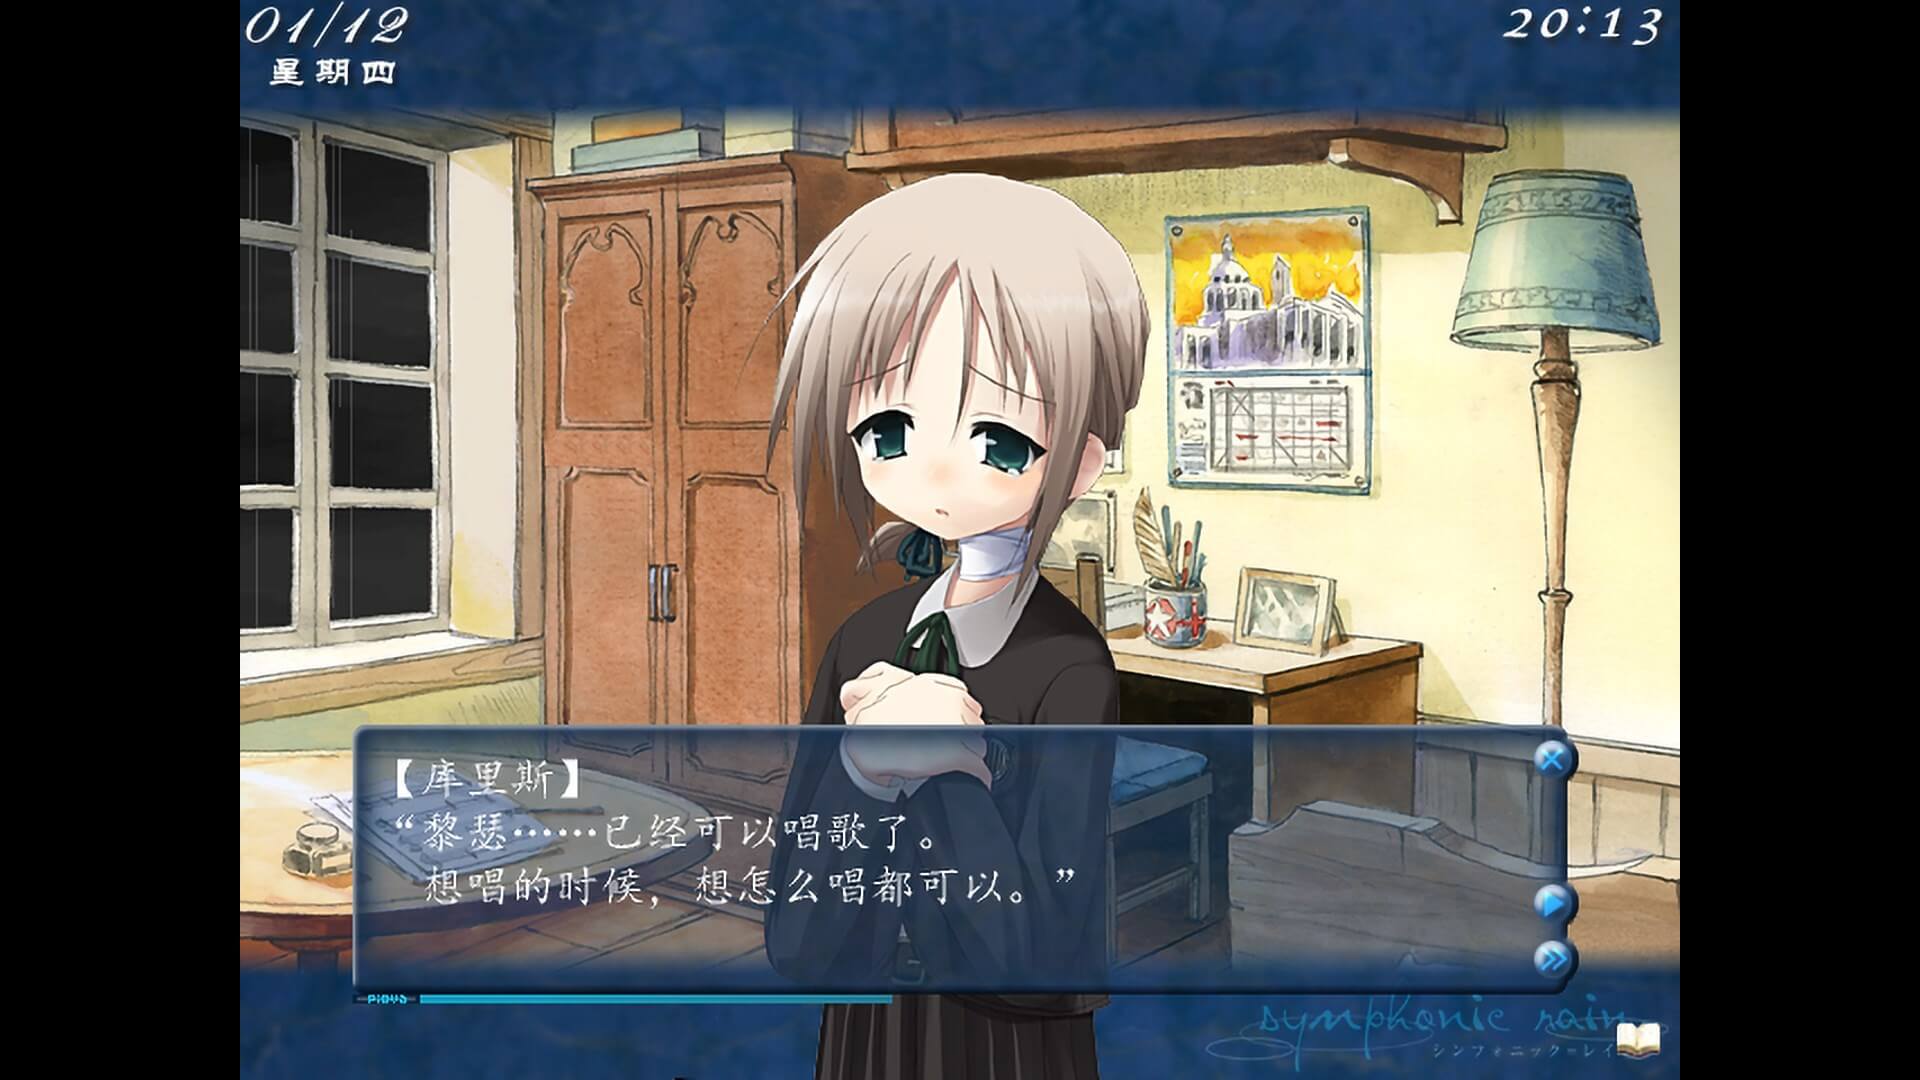 01/12
星期四
20:13
【库里斯】
“黎瑟……已经可以唱歌了。
想唱的时候，想怎么唱都可以。”
symphonic rain
シンフォニック＝レイ